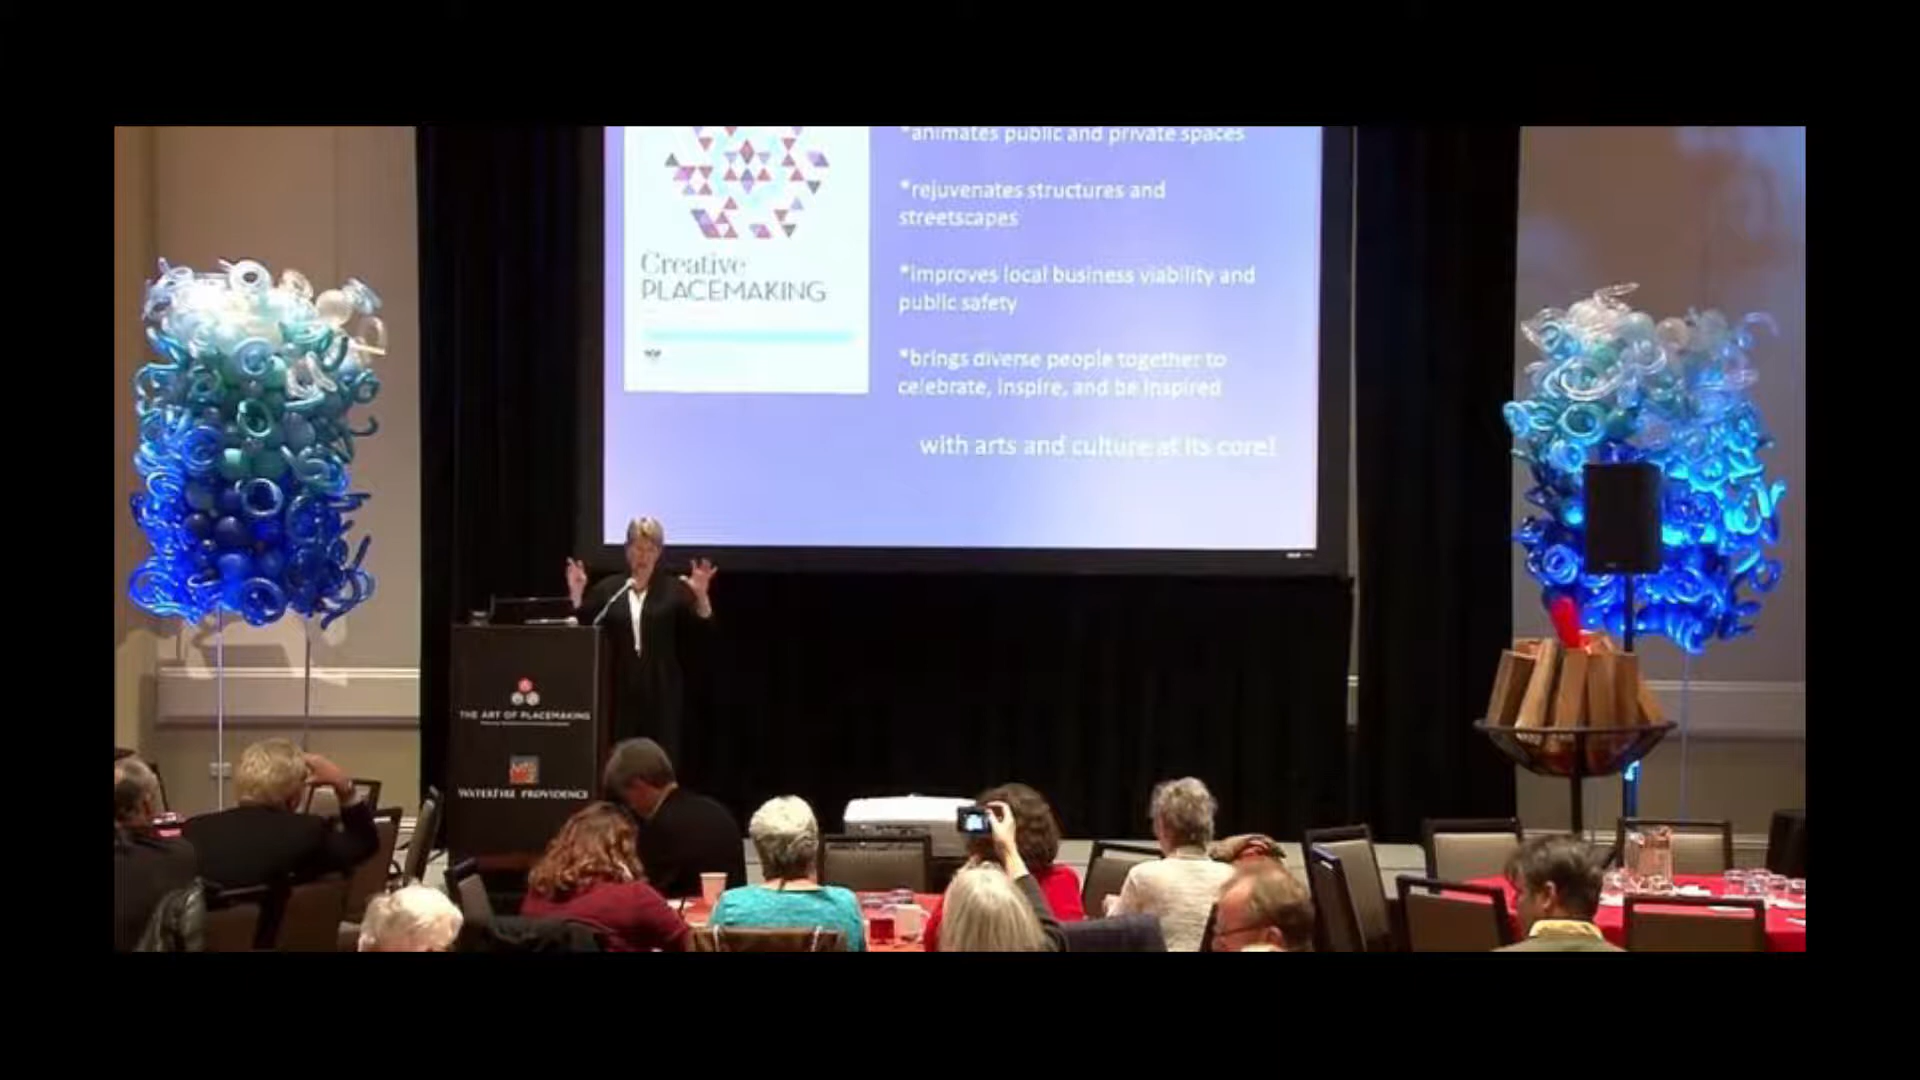 *animates public and private spaces
*rejuvenates structures and
streetscapes
*improves local business viability and
public safety
*brings diverse people together to
celebrate, inspire, and be inspired
with arts and culture at its core!
Creative
PLACEMAKING
THE ART OF PLACEMAKING
WATERFIRE PROVIDENCE